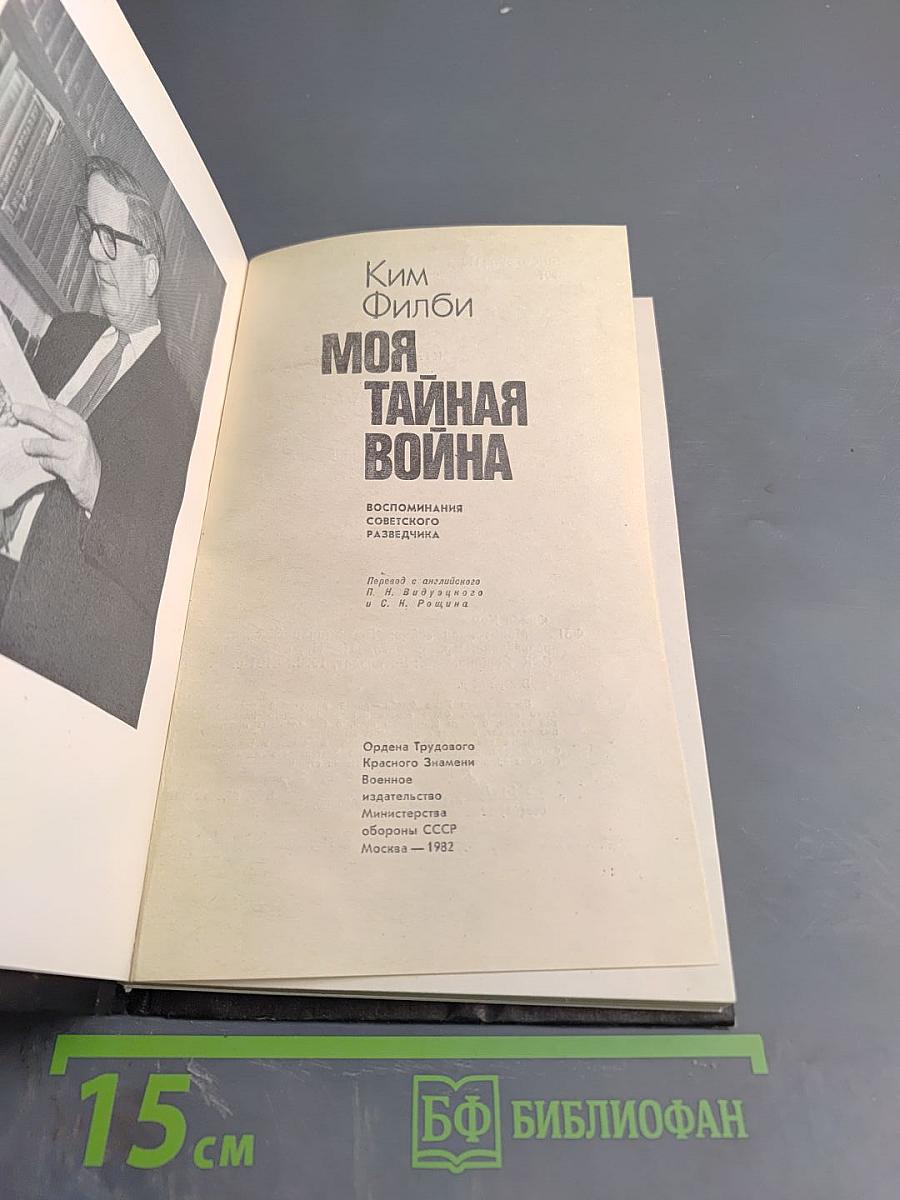 Ким
Филби
МОЯ
ТАЙНАЯ
ВОЙНА
ВОСПОМИНАНИЯ
СОВЕТСКОГО
РАЗВЕДЧИКА
Перевод с английского
П. Н. Видуэцкого
и С. К. Рощина
Ордена Трудового
Красного Знамени
Военное
издательство
Министерства
обороны СССР
Москва — 1982
15 см
БФ БИБЛИОФАН